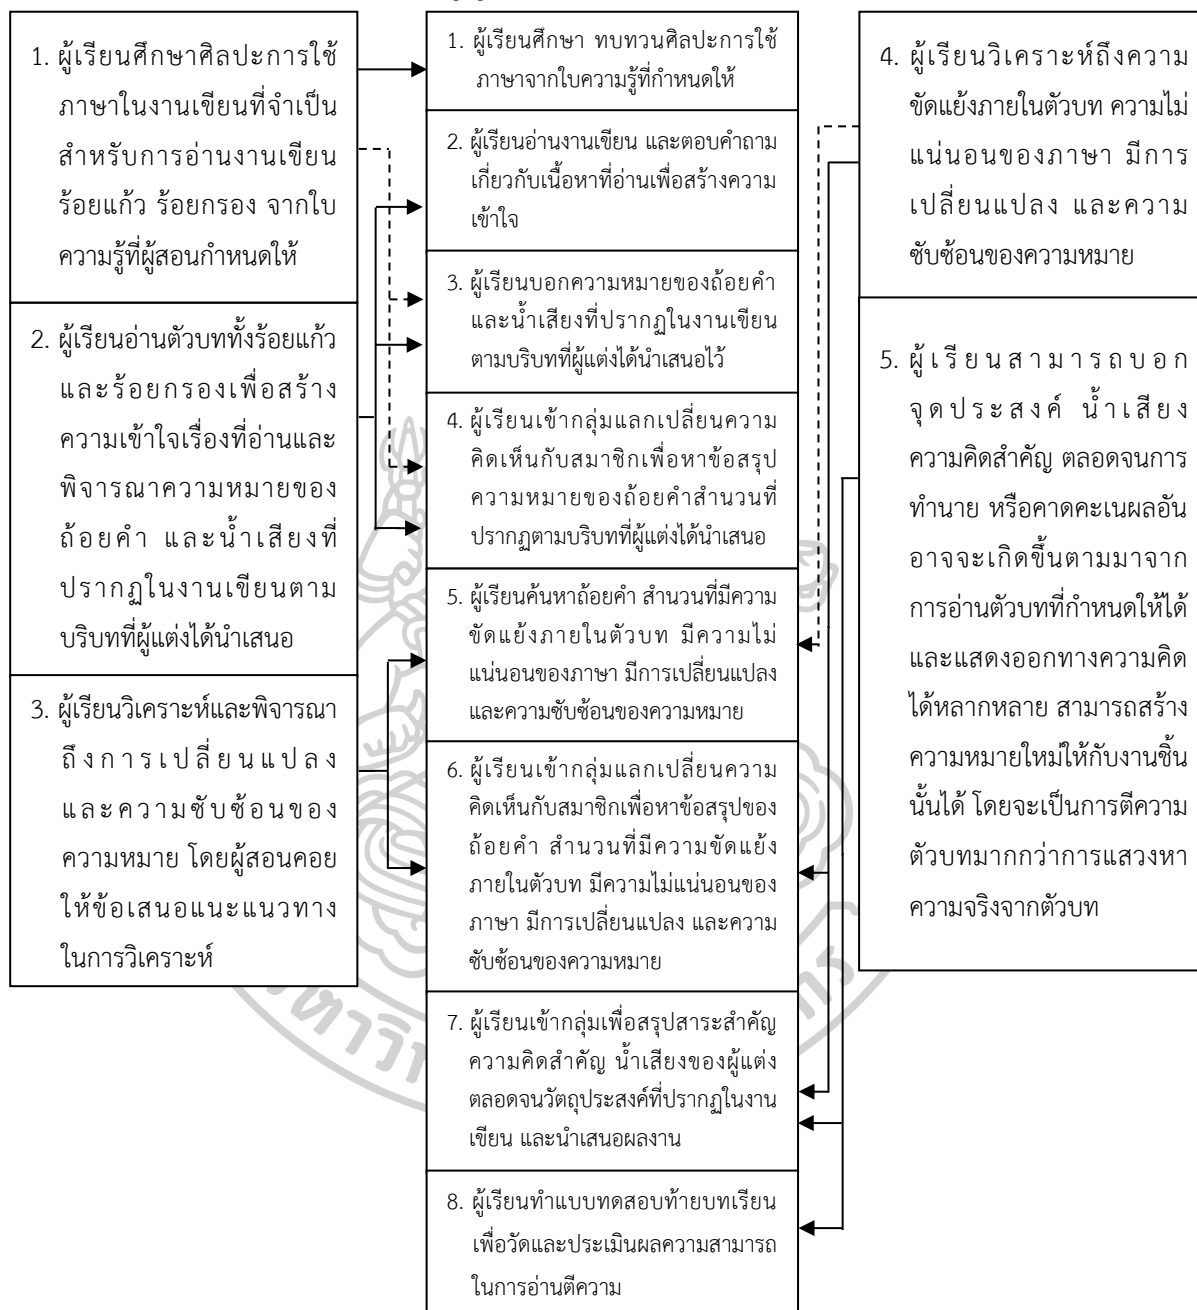 1. ผู้เรียนศึกษาศิลปะการใช้
ภาษาในงานเขียนที่จำเป็น
สำหรับการอ่านงานเขียน
ร้อยแก้ว ร้อยกรอง จากใบ
ความรู้ที่ผู้สอนกำหนดให้
2. ผู้เรียนอ่านตัวบททั้งร้อยแก้ว
และร้อยกรองเพื่อสร้าง
ความเข้าใจเรื่องที่อ่านและ
พิจารณาความหมายของ
ถ้อยคำ และน้ำเสียงที่
ปรากฏในงานเขียนตาม
บริบทที่ผู้แต่งได้นำเสนอ
3. ผู้เรียนวิเคราะห์และพิจารณา
ถึงการเปลี่ยนแปลง
และความซับซ้อนของ
ความหมาย โดยผู้สอนคอย
ให้ข้อเสนอแนะแนวทาง
ในการวิเคราะห์
1. ผู้เรียนศึกษา ทบทวนศิลปะการใช้
ภาษาจากใบความรู้ที่กำหนดให้
2. ผู้เรียนอ่านงานเขียน และตอบคำถาม
เกี่ยวกับเนื้อหาที่อ่านเพื่อสร้างความ
เข้าใจ
3. ผู้เรียนบอกความหมายของถ้อยคำ
และน้ำเสียงที่ปรากฏในงานเขียน
ตามบริบทที่ผู้แต่งได้นำเสนอไว้
4. ผู้เรียนเข้ากลุ่มแลกเปลี่ยนความ
คิดเห็นกับสมาชิกเพื่อหาข้อสรุป
ความหมายของถ้อยคำสำนวนที่
ปรากฏตามบริบทที่ผู้แต่งได้นำเสนอ
5. ผู้เรียนค้นหาถ้อยคำ สำนวนที่มีความ
ขัดแย้งภายในตัวบท มีความไม่
แน่นอนของภาษา มีการเปลี่ยนแปลง
และความซับซ้อนของความหมาย
6. ผู้เรียนเข้ากลุ่มแลกเปลี่ยนความ
คิดเห็นกับสมาชิกเพื่อหาข้อสรุปของ
ถ้อยคำ สำนวนที่มีความขัดแย้ง
ภายในตัวบท มีความไม่แน่นอนของ
ภาษา มีการเปลี่ยนแปลง และความ
ซับซ้อนของความหมาย
7. ผู้เรียนเข้ากลุ่มเพื่อสรุปสาระสำคัญ
ความคิดสำคัญ น้ำเสียงของผู้แต่ง
ตลอดจนวัตถุประสงค์ที่ปรากฏในงาน
เขียน และนำเสนอผลงาน
8. ผู้เรียนทำแบบทดสอบท้ายบทเรียน
เพื่อวัดและประเมินผลความสามารถ
ในการอ่านตีความ
4. ผู้เรียนวิเคราะห์ถึงความ
ขัดแย้งภายในตัวบท ความไม่
แน่นอนของภาษา มีการ
เปลี่ยนแปลง และความ
ซับซ้อนของความหมาย
5. ผู้เรียนสามารถบอก
จุดประสงค์ น้ำเสียง
ความคิดสำคัญ ตลอดจนการ
ทำนาย หรือคาดคะเนผลอัน
อาจจะเกิดขึ้นตามมาจาก
การอ่านตัวบทที่กำหนดให้ได้
และแสดงออกทางความคิด
ได้หลากหลาย สามารถสร้าง
ความหมายใหม่ให้กับงานชิ้น
นั้นได้ โดยจะเป็นการตีความ
ตัวบทมากกว่าการแสวงหา
ความจริงจากตัวบท